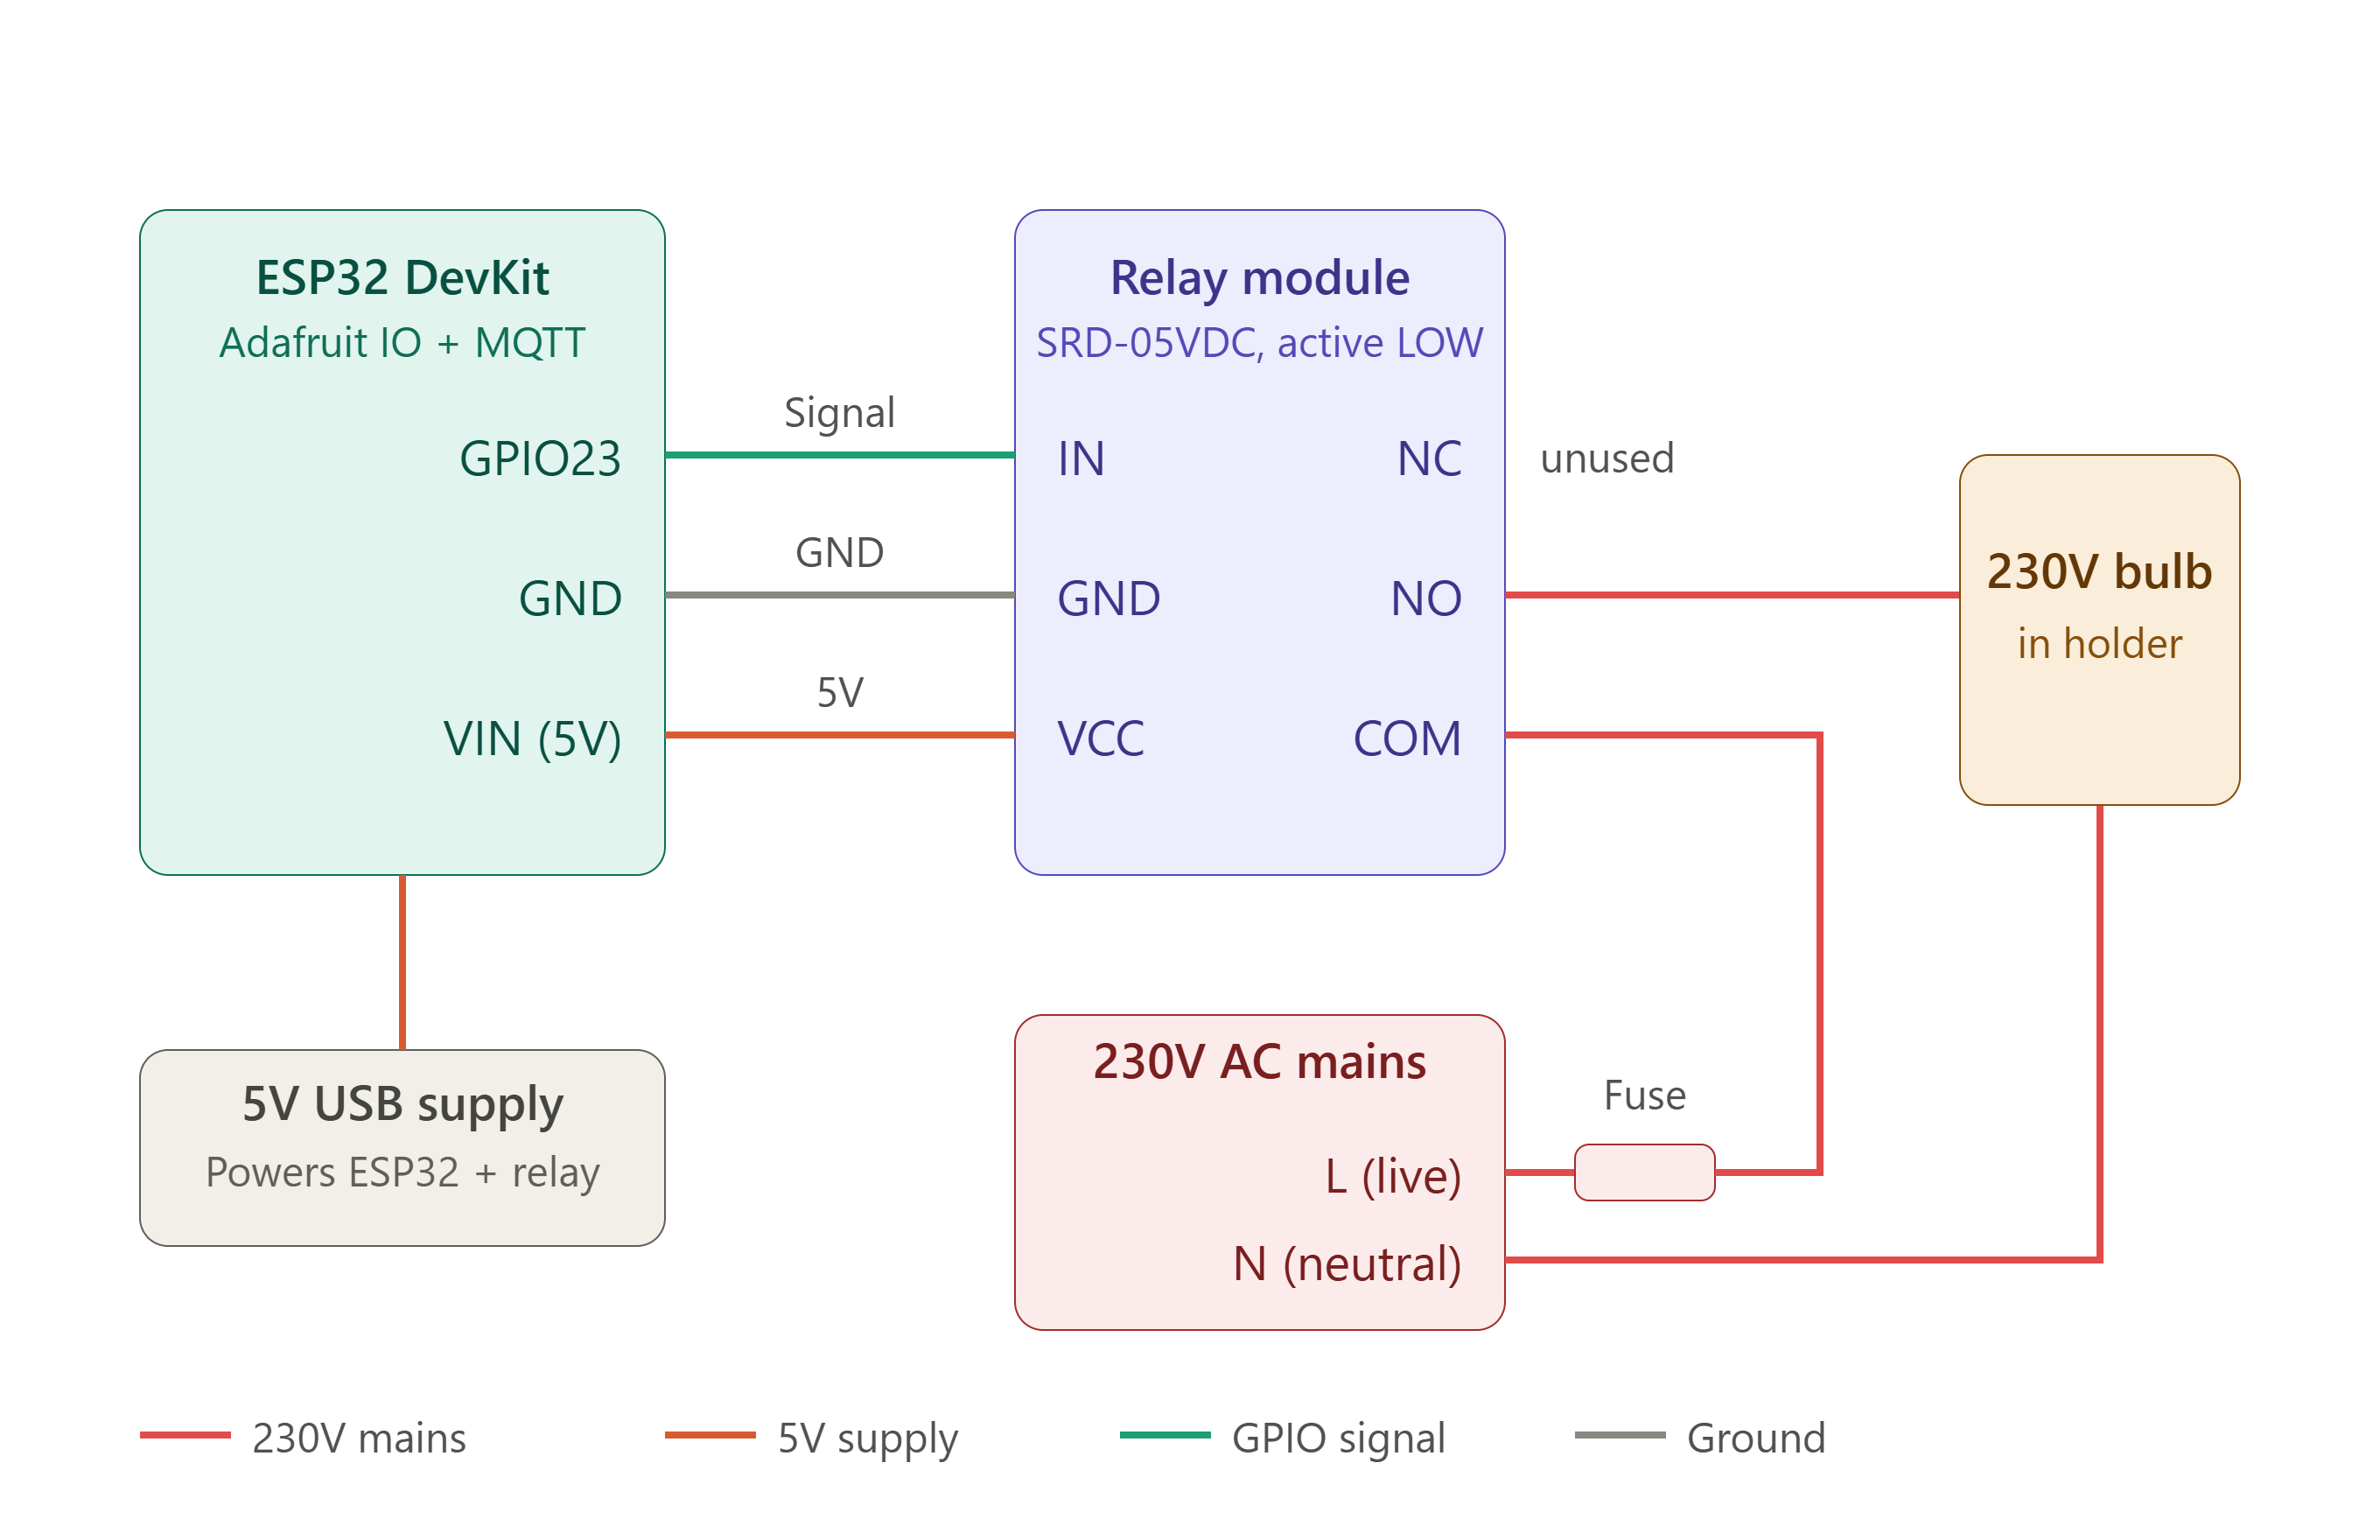 ESP32 DevKit
Adafruit IO + MQTT
GPIO23
GND
VIN (5V)
Signal
GND
5V
Relay module
SRD-05VDC, active LOW
IN
NC
GND
NO
VCC
COM
unused
230V bulb
in holder
5V USB supply
Powers ESP32 + relay
230V AC mains
L (live)
N (neutral)
Fuse
230V mains
5V supply
GPIO signal
Ground